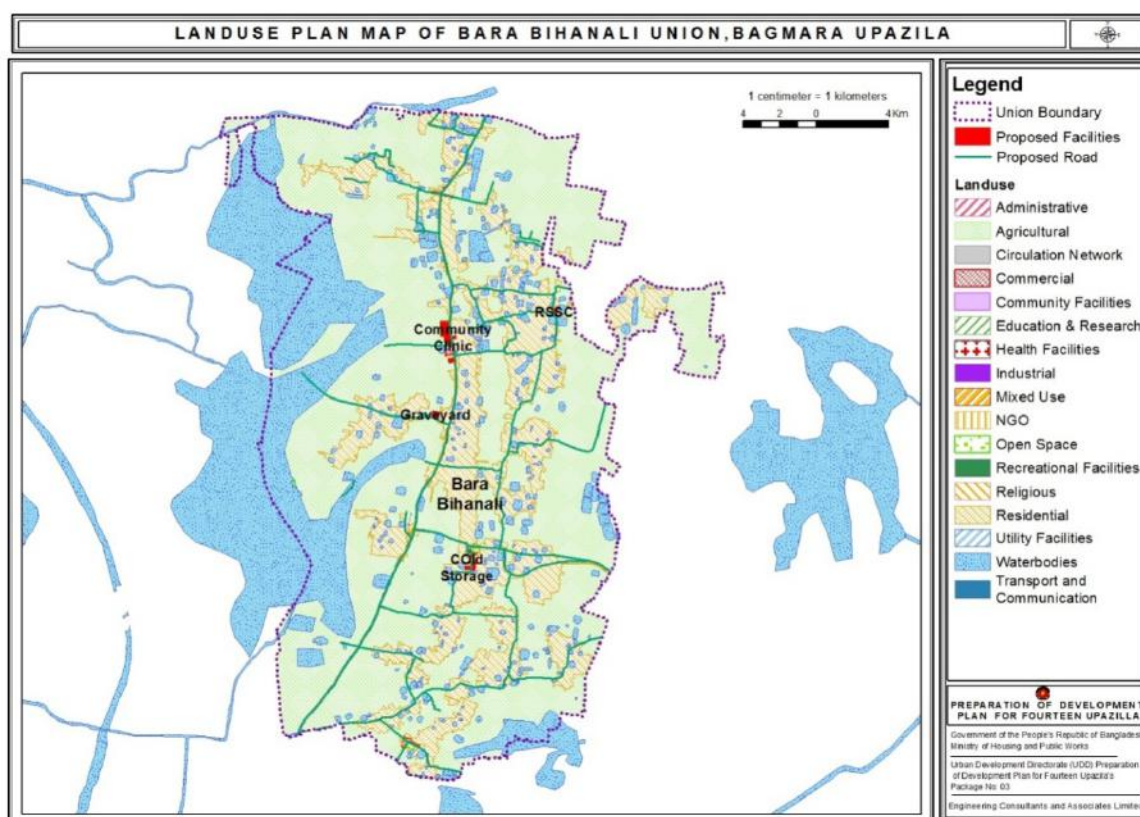 LANDUSE PLAN MAP OF BARA BIHANALI UNION,BAGMARA UPAZILA
1 centimeter = 1 kilometers
4 2 0 4 Km
RSSC
Community
Clinic
Graveyard
Bara
Bihanali
COld
Storage
Legend
Union Boundary
Proposed Facilities
Proposed Road
Landuse
Administrative
Agricultural
Circulation Network
Commercial
Community Facilities
Education & Research
Health Facilities
Industrial
Mixed Use
NGO
Open Space
Recreational Facilities
Religious
Residential
Utility Facilities
Waterbodies
Transport and
Communication
PREPARATION OF DEVELOPMENT
PLAN FOR FOURTEEN UPAZILLA
Government of the People's Republic of Banglades
Ministry of Housing and Public Works
Urban Development Directorate (UDD) Preparation
of Development Plan for Fourteen Upazila's
Package No 03
Engineering Consultants and Associates Limite